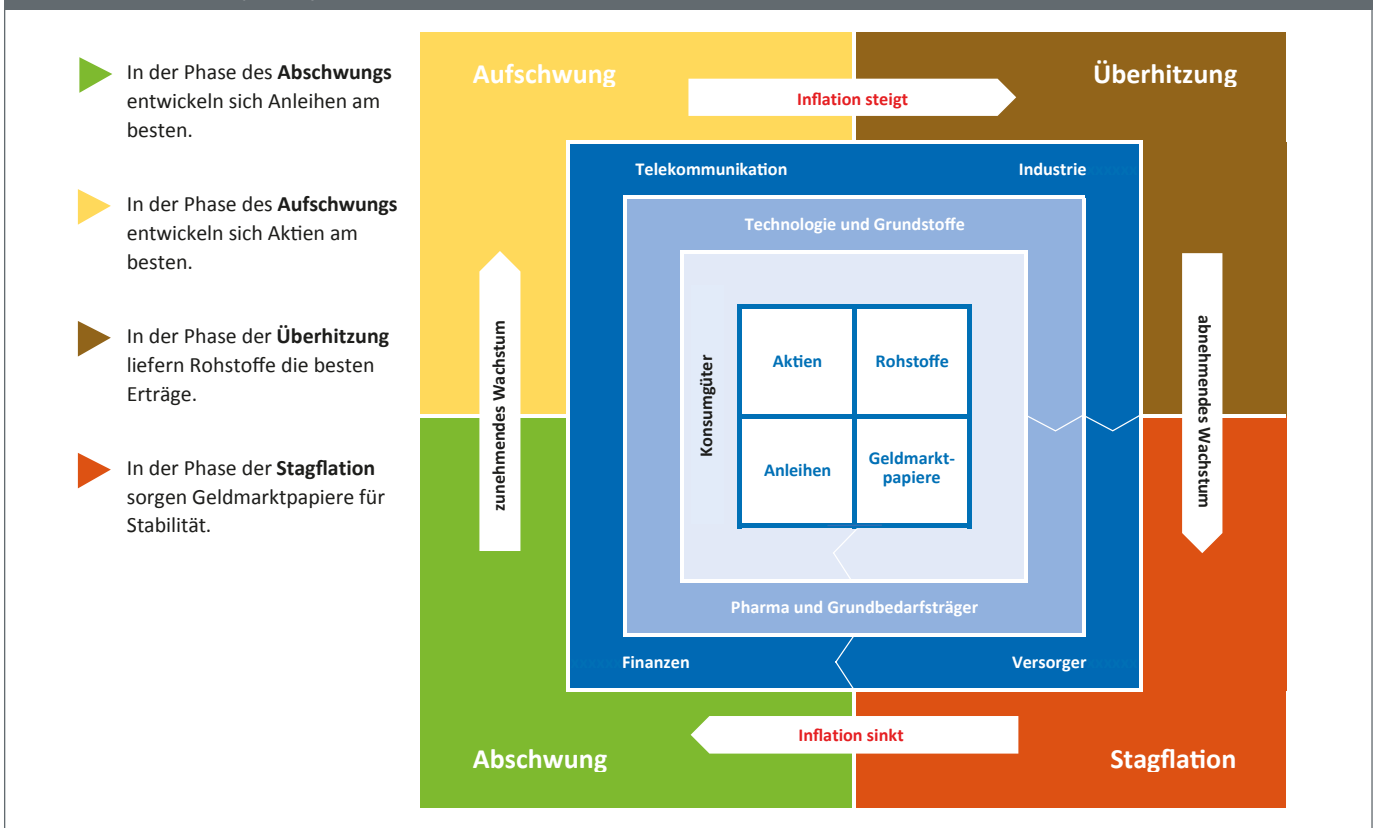 In der Phase des Abschwungs
entwickeln sich Anleihen am
besten.
In der Phase des Aufschwungs
entwickeln sich Aktien am
besten.
In der Phase der Überhitzung
liefern Rohstoffe die besten
Erträge.
In der Phase der Stagflation
sorgen Geldmarktpapiere für
Stabilität.
Aufschwung
Überhitzung
Inflation steigt
Telekommunikation
Industrie
Technologie und Grundstoffe
zunehmendes Wachstum
Konsumgüter
Aktien
Rohstoffe
Anleihen
Geldmarkt-
papiere
abnehmendes Wachstum
Pharma und Grundbedarfsträger
Finanzen
Versorger
Inflation sinkt
Abschwung
Stagflation